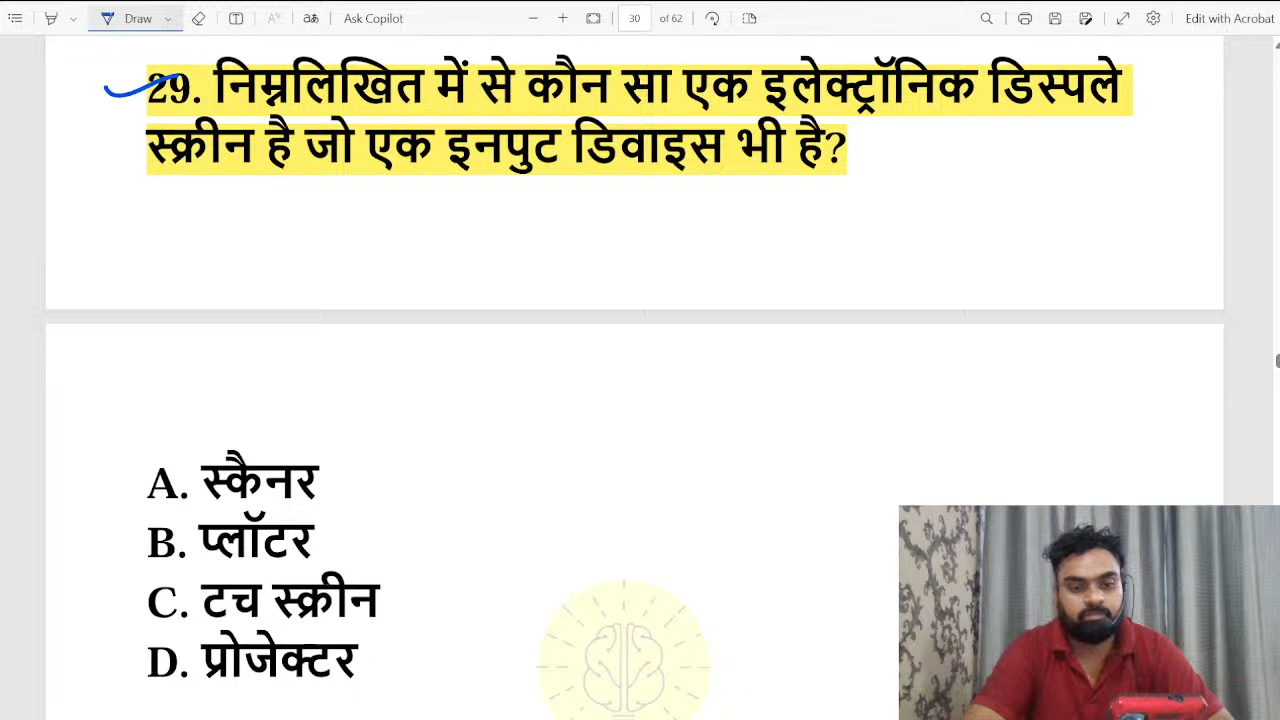 Draw
Ask Copilot
30 of 62
Edit with Acrobat
29. निम्नलिखित में से कौन सा एक इलेक्ट्रॉनिक डिस्पले
स्क्रीन है जो एक इनपुट डिवाइस भी है?
A. स्कैनर
B. प्लॉटर
C. टच स्क्रीन
D. प्रोजेक्टर